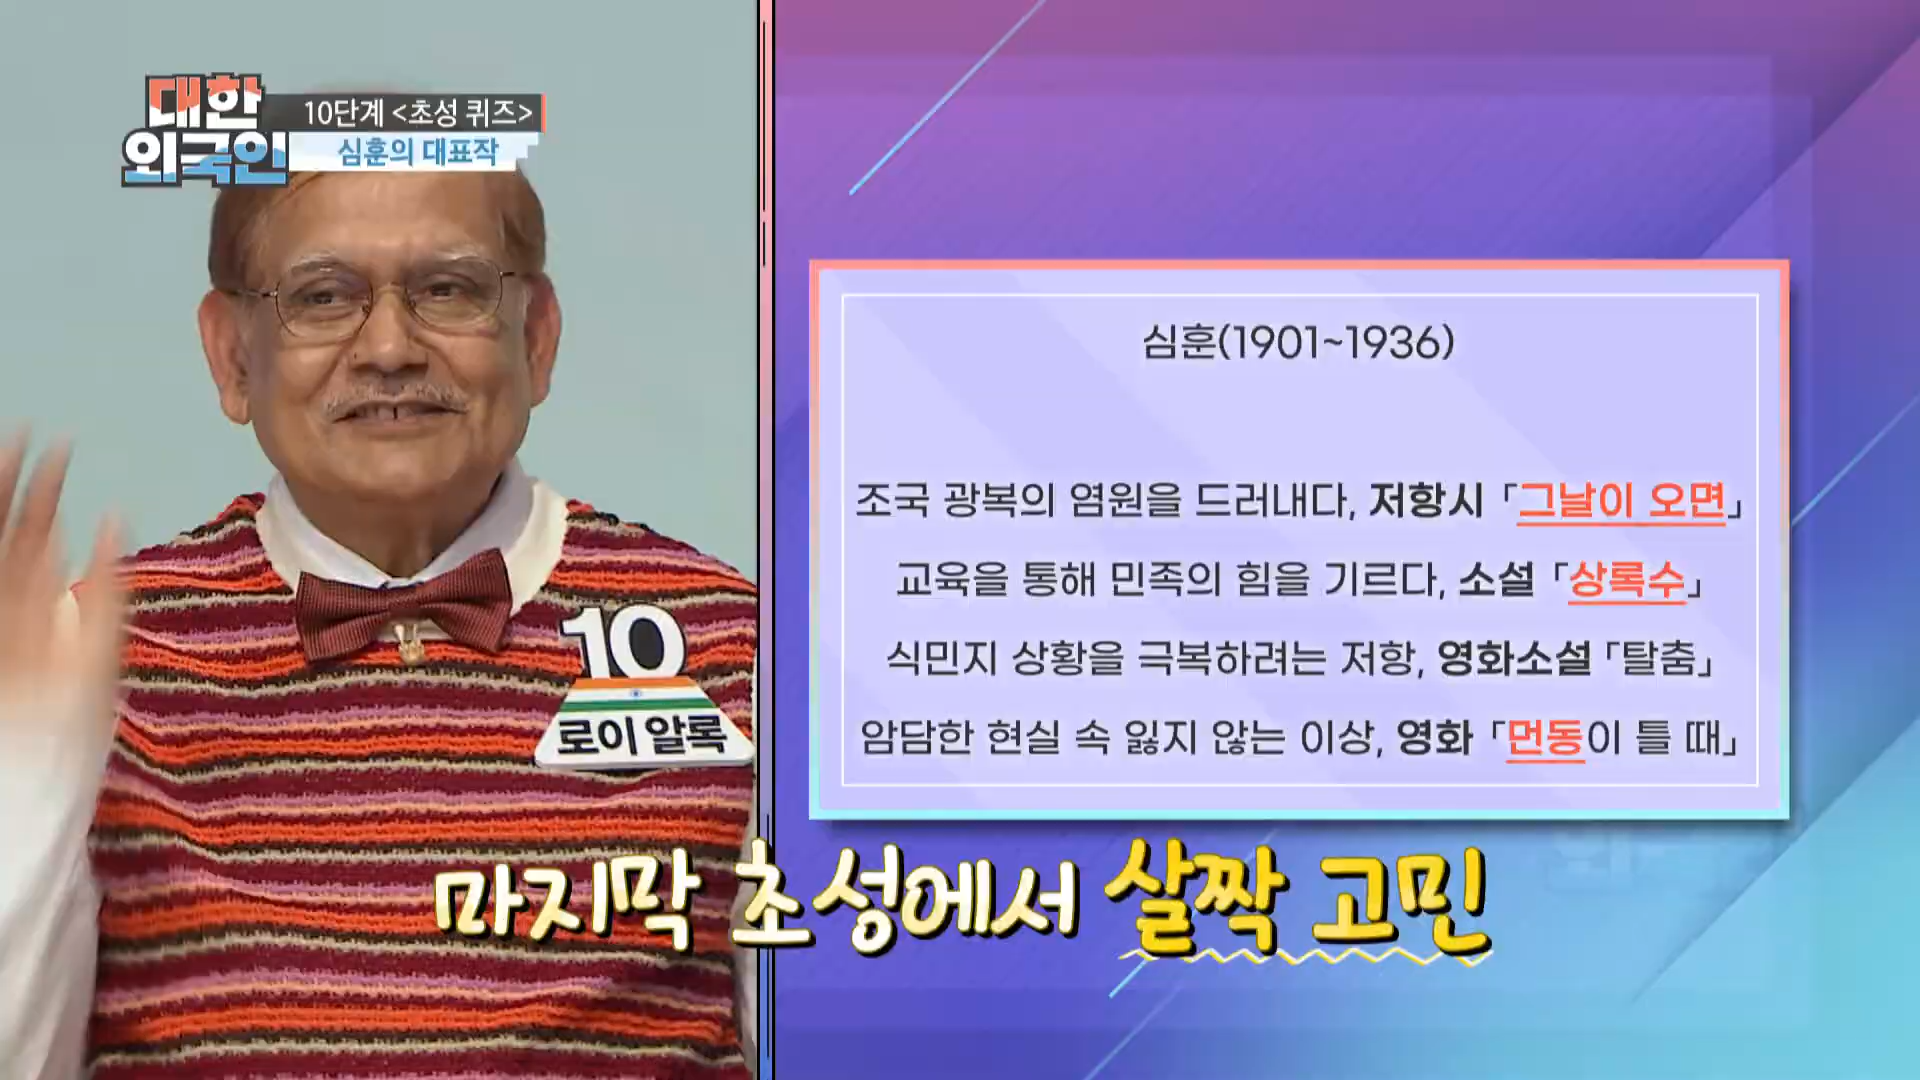 대한
외국인
10단계 <초성 퀴즈>
심훈의 대표작
심훈(1901~1936)
조국 광복의 염원을 드러내다, 저항시 「그날이 오면」
교육을 통해 민족의 힘을 기르다, 소설 「상록수」
식민지 상황을 극복하려는 저항, 영화소설 「탈춤」
암담한 현실 속 잃지 않는 이상, 영화 「먼동이 틀 때」
10
로이 알록
마지막 초성에서 살짝 고민